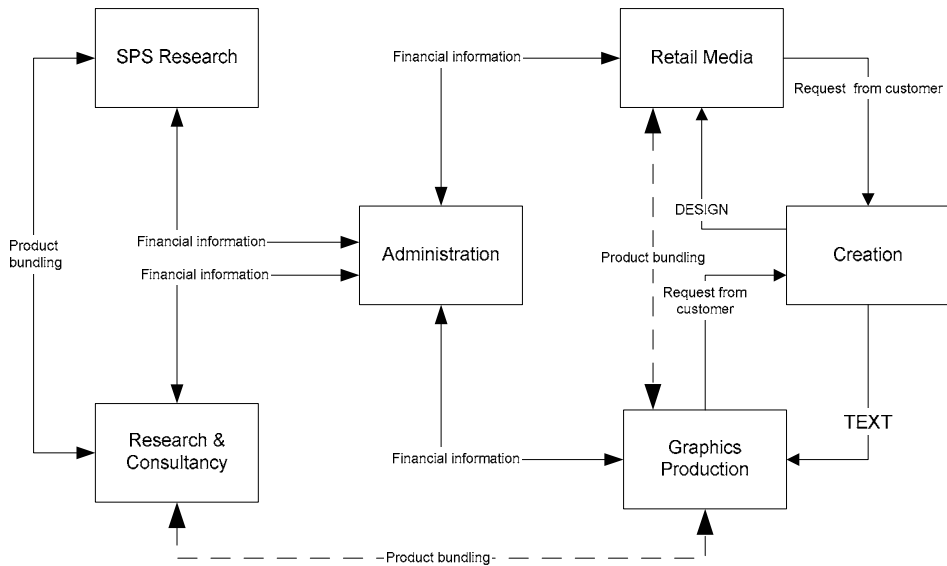 SPS Research
Financial information
Retail Media
Request  from customer
DESIGN
Product
bundling
Financial information
Financial information
Administration
Product bundling
Request from
customer
Creation
Research &
Consultancy
Financial information
Graphics
Production
TEXT
Product bundling